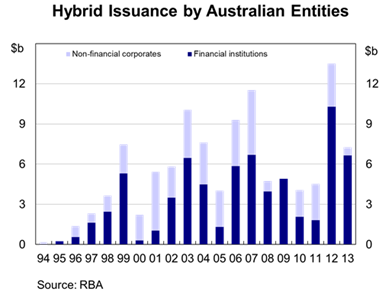 Hybrid Issuance by Australian Entities
$b $b
Non-financial corporates Financial institutions
12 12
9 9
6 6
3 3
0 0
94 95 96 97 98 99 00 01 02 03 04 05 06 07 08 09 10 11 12 13
Source: RBA